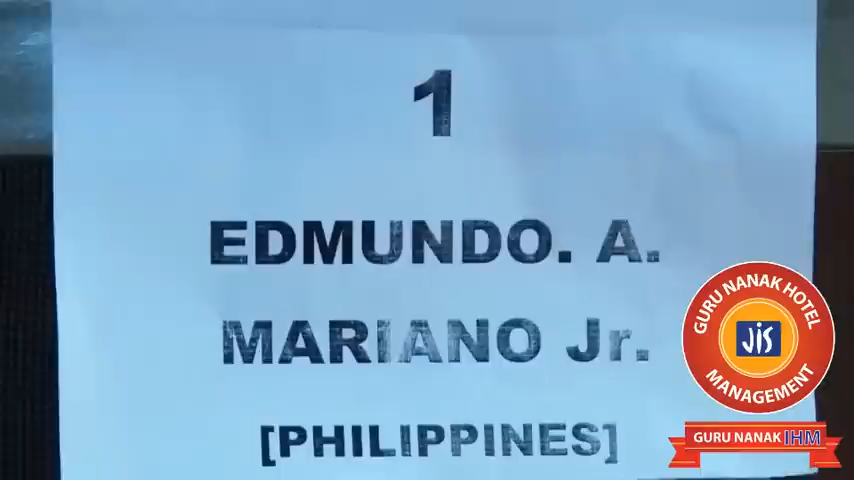 1
EDMUNDO. A.
MARIANO Jr.
[PHILIPPINES]
GURU NANAK HOTEL
JIS
MANAGEMENT
GURU NANAK IHM